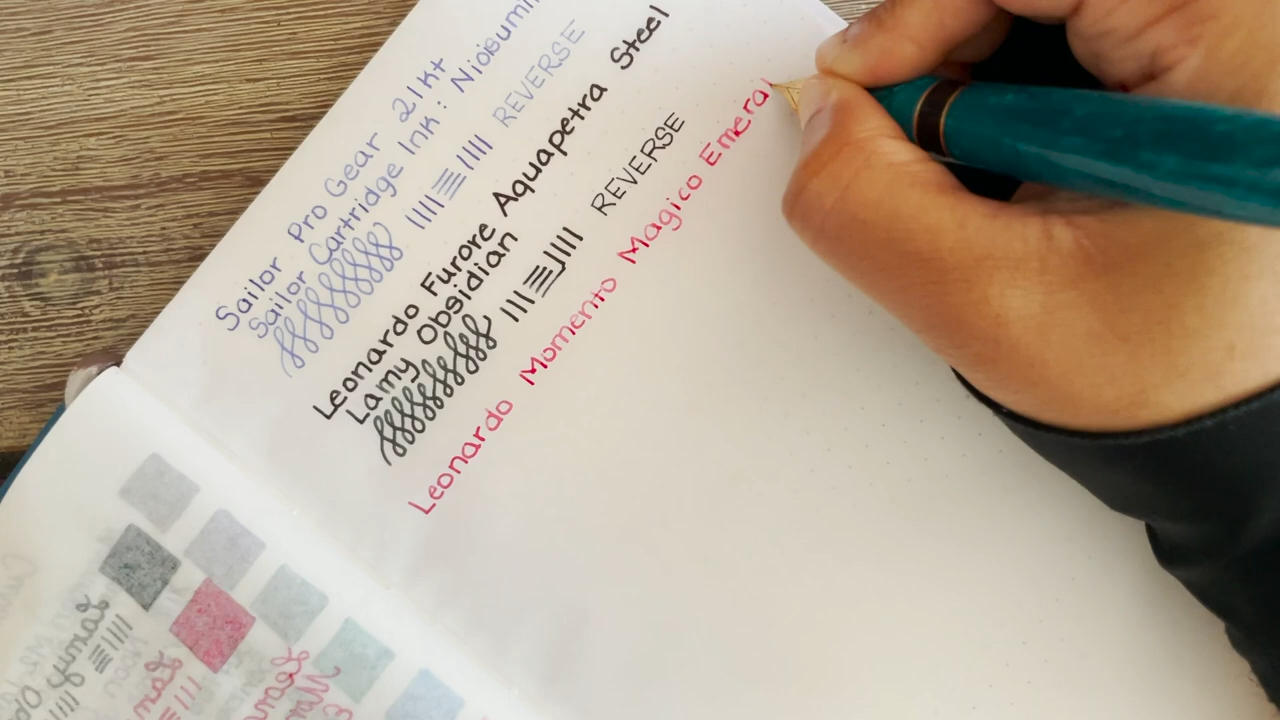 Sailor Pro Gear 21kt
Sailor Cartridge Ink: Nioisumi
REVERSE
Leonardo Furore Aquapetra Steel
Lamy Obsidian
REVERSE
Leonardo Momento Magico Emeral